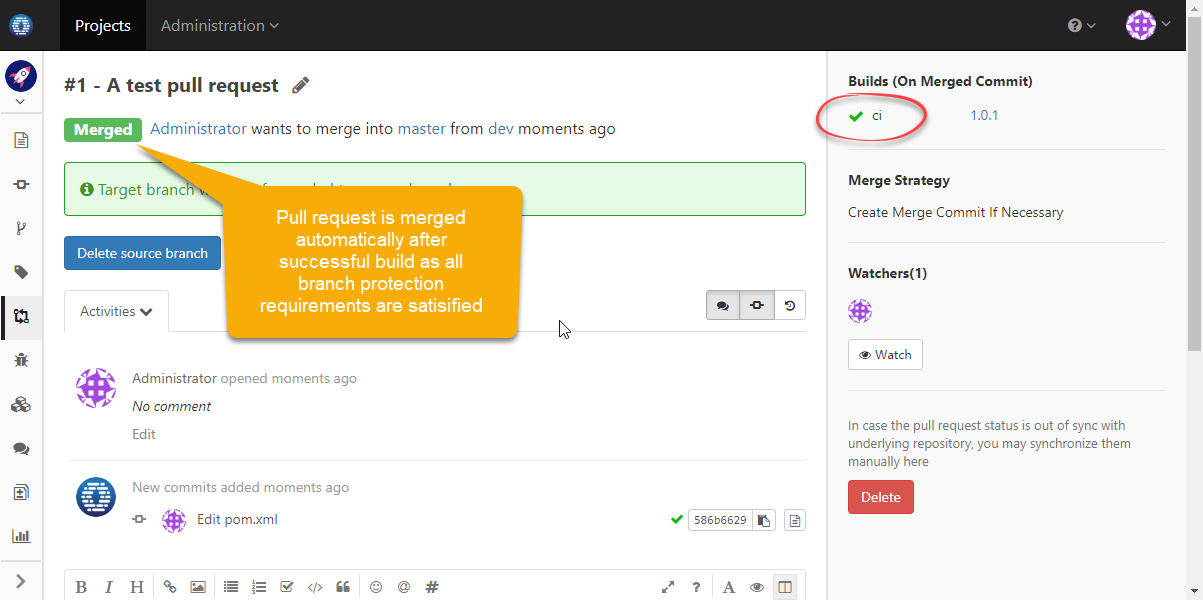 Projects
Administration
#1 - A test pull request
Merged Administrator wants to merge into master from dev moments ago
Target branch
Pull request is merged
automatically after
successful build as all
branch protection
requirements are satisified
Delete source branch
Activities
Administrator opened moments ago
No comment
Edit
New commits added moments ago
Edit pom.xml
586b6629
B I H
@ #
? A
Builds (On Merged Commit)
ci 1.0.1
Merge Strategy
Create Merge Commit If Necessary
Watchers(1)
Watch
In case the pull request status is out of sync with
underlying repository, you may synchronize them
manually here
Delete